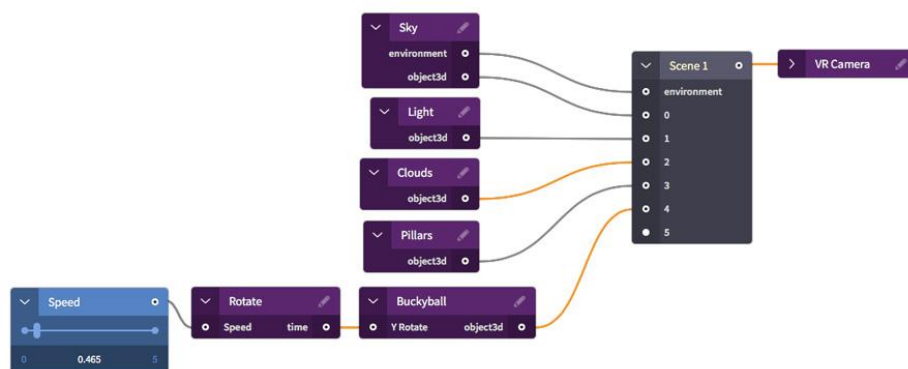 Sky
environment
object3d
Light
object3d
Clouds
object3d
Pillars
object3d
Scene 1
environment
0
1
2
3
4
5
VR Camera
Speed
0 0.465 5
Rotate
Speed time
Buckyball
Y Rotate object3d